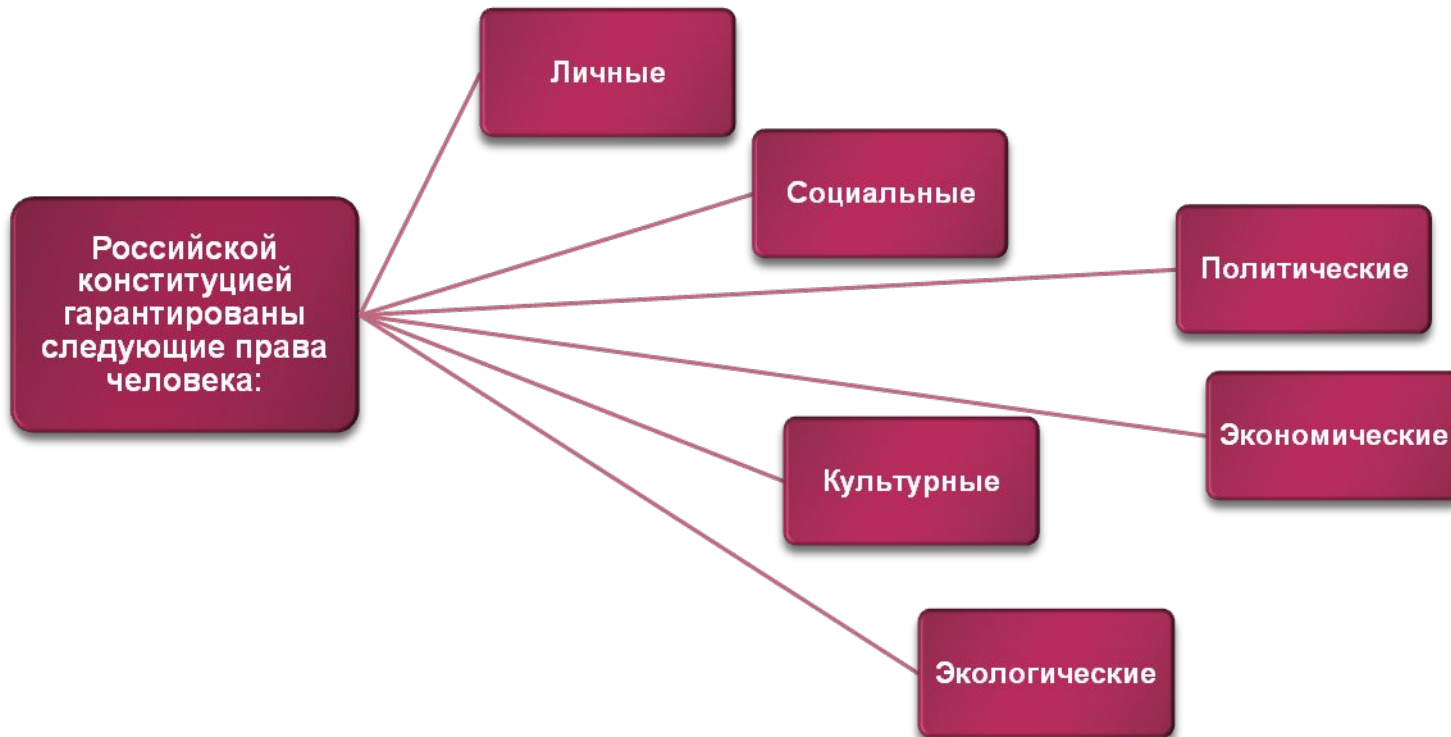 Российской
конституцией
гарантированы
следующие права
человека:
Личные
Социальные
Политические
Экономические
Культурные
Экологические